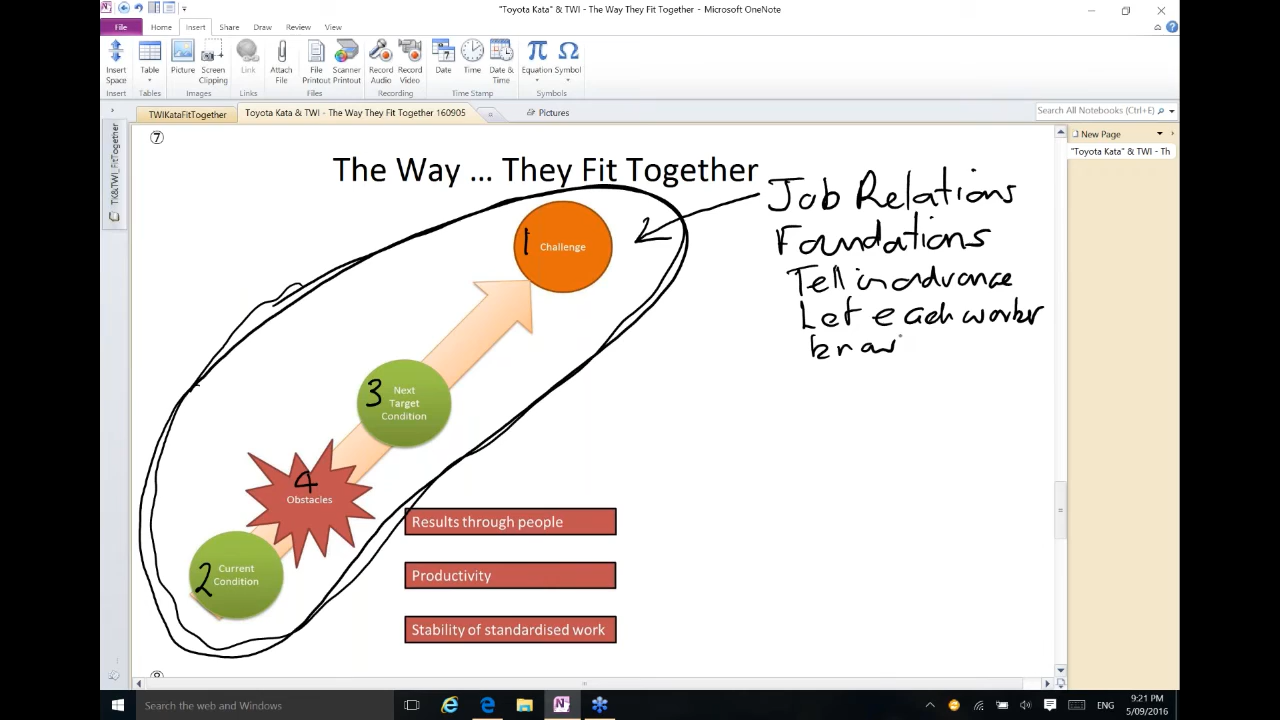 "Toyota Kata" & TWI - The Way They Fit Together - Microsoft OneNote
File Home Insert Share Draw Review View
Insert Space
Table
Picture
Screen Clipping
Link
Attach File
File Printout
Scanner Printout
Record Audio
Record Video
Date
Time
Date & Time
Equation
Symbol
Insert Tables Images Links Files Recording Time Stamp Symbols
TWIKataFitTogether
Toyota Kata & TWI - The Way They Fit Together 160905
Pictures
Search All Notebooks (Ctrl+E)
New Page
"Toyota Kata" & TWI - Th
7
The Way ... They Fit Together
Job Relations
Foundations
Tell in advance
Let each worker
know
1
Challenge
3
Next
Target
Condition
4
Obstacles
2
Current
Condition
Results through people
Productivity
Stability of standardised work
Search the web and Windows
ENG
9:21 PM
5/09/2016